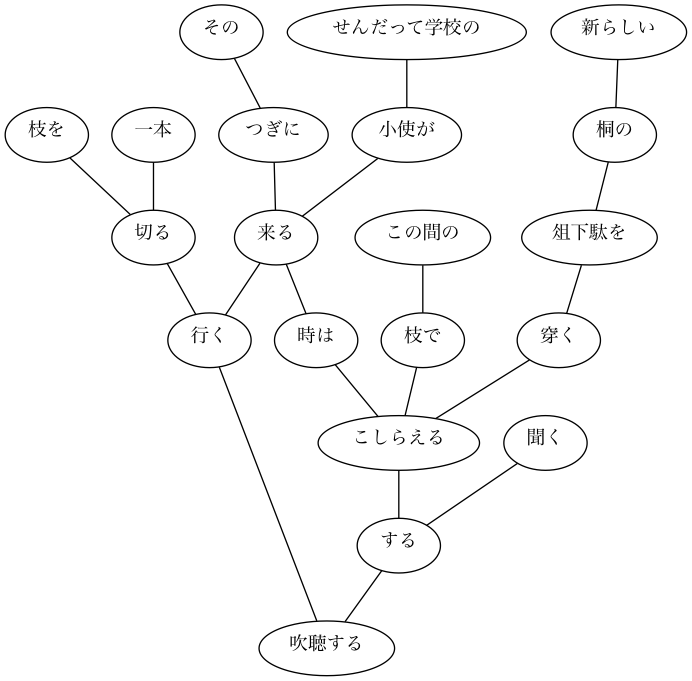 その
せんだって学校の
新らしい
枝を
一本
つぎに
小使が
桐の
切る
来る
この間の
俎下駄を
行く
時は
枝で
穿く
こしらえる
聞く
する
吹聴する